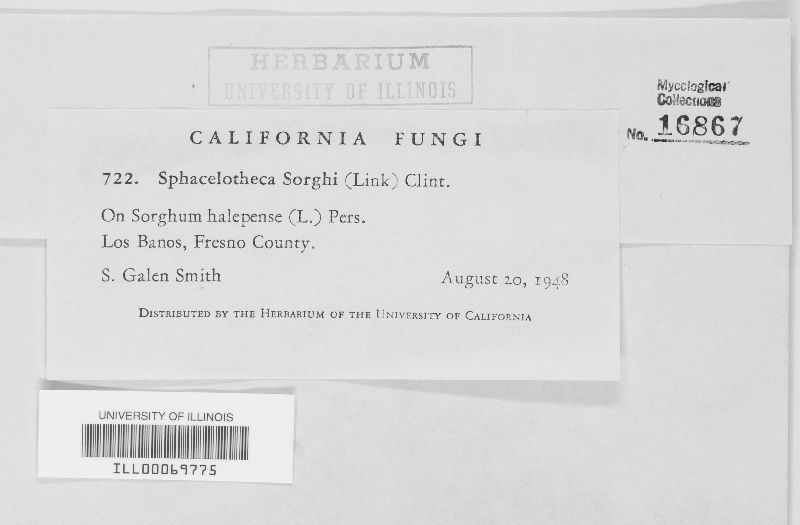 HERBARIUM
UNIVERSITY OF ILLINOIS
Mycological
Collections
No. 16867
CALIFORNIA FUNGI
722. Sphacelotheca Sorghi (Link) Clint.
On Sorghum halepense (L.) Pers.
Los Banos, Fresno County.
S. Galen Smith August 20, 1948
DISTRIBUTED BY THE HERBARIUM OF THE UNIVERSITY OF CALIFORNIA
UNIVERSITY OF ILLINOIS
ILL00069775